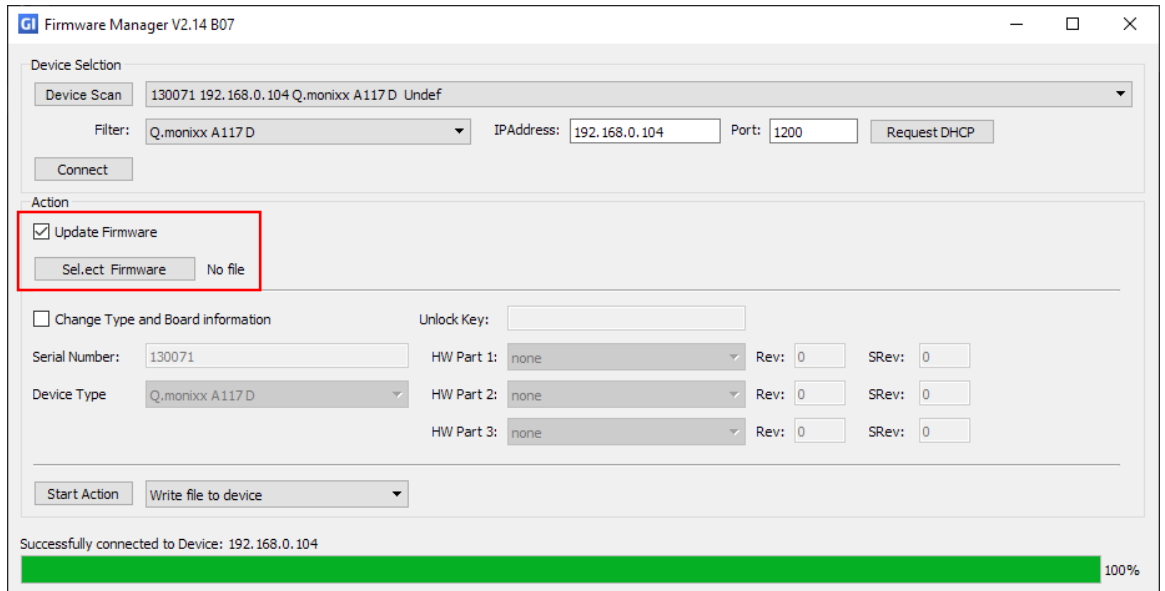 GI Firmware Manager V2.14 B07
Device Selction
Device Scan 130071 192.168.0.104 Q.monixx A117 D Undef
Filter: Q.monixx A117 D IPAddress: 192.168.0.104 Port: 1200 Request DHCP
Connect
Action
Update Firmware
Sel.ect Firmware No file
Change Type and Board information Unlock Key:
Serial Number: 130071 HW Part 1: none Rev: 0 SRev: 0
Device Type Q.monixx A117 D HW Part 2: none Rev: 0 SRev: 0
HW Part 3: none Rev: 0 SRev: 0
Start Action Write file to device
Successfully connected to Device: 192.168.0.104
100%